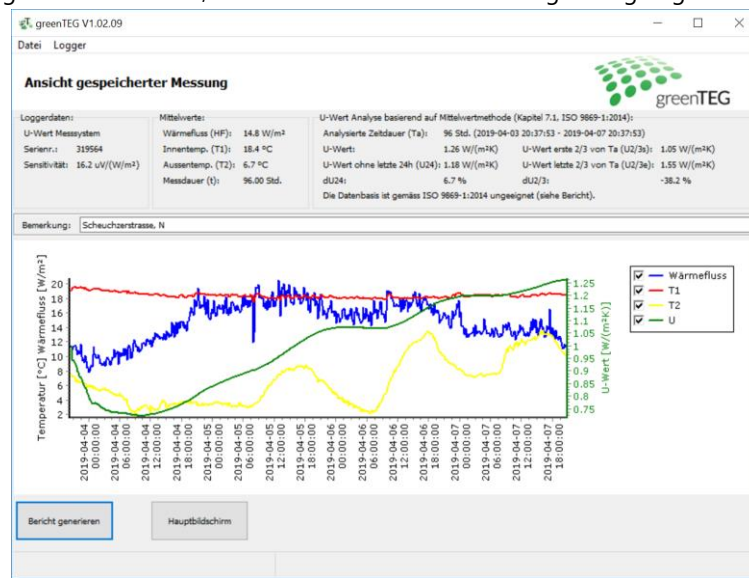 greenTEG V1.02.09
Datei Logger
Ansicht gespeicherter Messung
greenTEG
Loggerdaten:
U-Wert Messsystem
Serienr.: 319564
Sensitivität: 16.2 uV/(W/m²)
Mittelwerte:
Wärmefluss (HF): 14.8 W/m²
Innentemp. (T1): 18.4 ºC
Aussentemp. (T2): 6.7 ºC
Messdauer (t): 96.00 Std.
U-Wert Analyse basierend auf Mittelwertmethode (Kapitel 7.1, ISO 9869-1:2014):
Analysierte Zeitdauer (Ta): 96 Std. (2019-04-03 20:37:53 - 2019-04-07 20:37:53)
U-Wert: 1.26 W/(m²K) U-Wert erste 2/3 von Ta (U2/3s): 1.05 W/(m²K)
U-Wert ohne letzte 24h (U24): 1.18 W/(m²K) U-Wert letzte 2/3 von Ta (U2/3e): 1.55 W/(m²K)
dU24: 6.7 % dU2/3: -38.2 %
Die Datenbasis ist gemäss ISO 9869-1:2014 ungeeignet (siehe Bericht).
Bemerkung: Scheuchzerstrasse, N
Temperatur [°C] Wärmefluss [W/m²]
20
18
16
14
12
10
8
6
4
2
1.25
1.2
1.15
1.1
1.05
1
0.95
0.9
0.85
0.8
0.75
U-Wert [W/(m²K)]
Wärmefluss
T1
T2
U
2019-04-04 00:00:00
2019-04-04 06:00:00
2019-04-04 12:00:00
2019-04-04 18:00:00
2019-04-05 00:00:00
2019-04-05 06:00:00
2019-04-05 12:00:00
2019-04-05 18:00:00
2019-04-06 00:00:00
2019-04-06 06:00:00
2019-04-06 12:00:00
2019-04-06 18:00:00
2019-04-07 00:00:00
2019-04-07 06:00:00
2019-04-07 12:00:00
2019-04-07 18:00:00
Bericht generieren
Hauptbildschirm